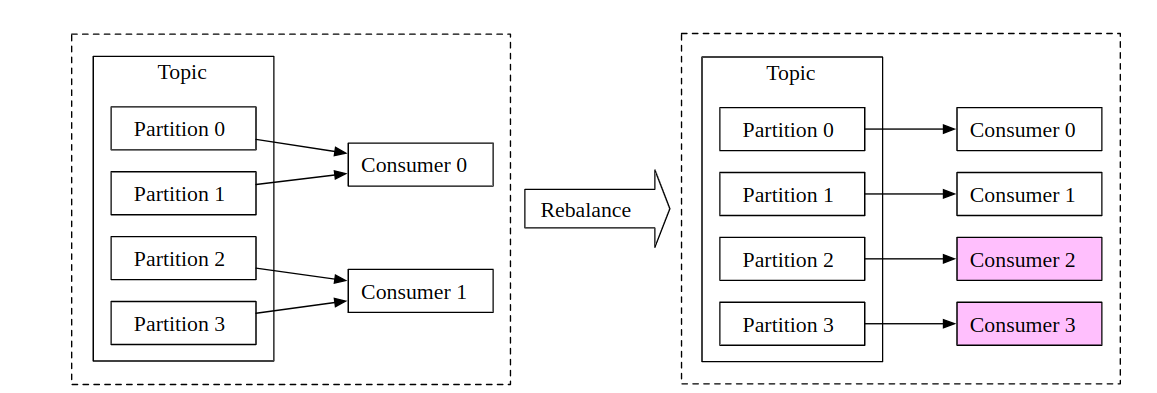 Topic
Partition 0
Partition 1
Partition 2
Partition 3
Consumer 0
Consumer 1
Rebalance
Topic
Partition 0
Partition 1
Partition 2
Partition 3
Consumer 0
Consumer 1
Consumer 2
Consumer 3